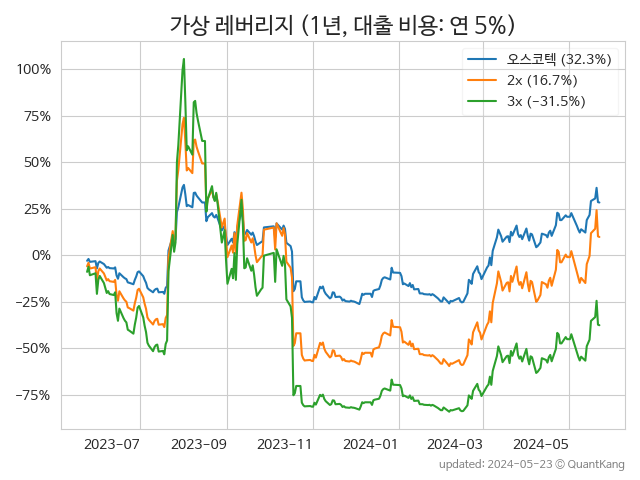 가상 레버리지 (1년, 대출 비용: 연 5%)
오스코텍 (32.3%)
2x (16.7%)
3x (−31.5%)
100%
75%
50%
25%
0%
−25%
−50%
−75%
2023-07 2023-09 2023-11 2024-01 2024-03 2024-05
updated: 2024-05-23 © QuantKang